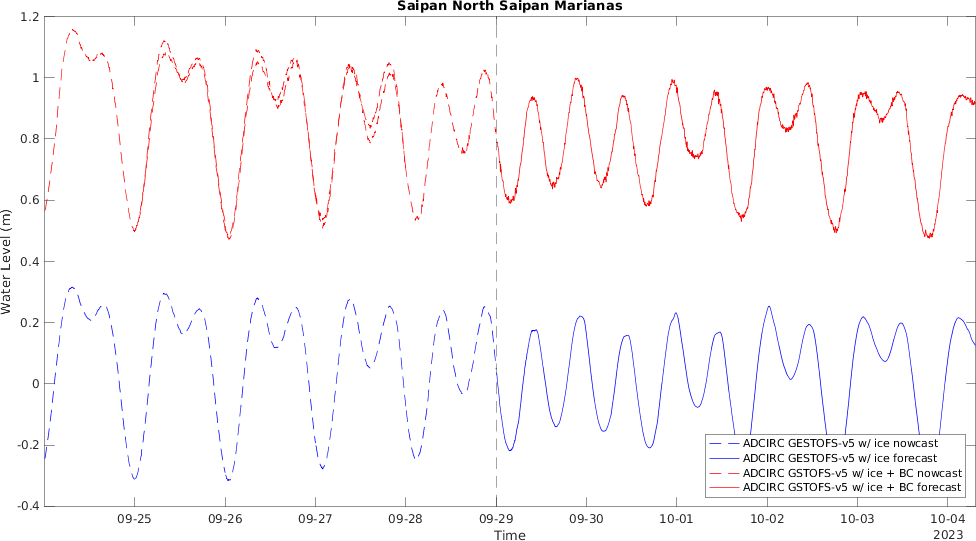 Saipan North Saipan Marianas
1.2
1
0.8
0.6
0.4
0.2
0
-0.2
-0.4
Water Level (m)
09-25 09-26 09-27 09-28 09-29 09-30 10-01 10-02 10-03 10-04
2023
Time
ADCIRC GESTOFS-v5 w/ ice nowcast
ADCIRC GESTOFS-v5 w/ ice forecast
ADCIRC GSTOFS-v5 w/ ice + BC nowcast
ADCIRC GSTOFS-v5 w/ ice + BC forecast